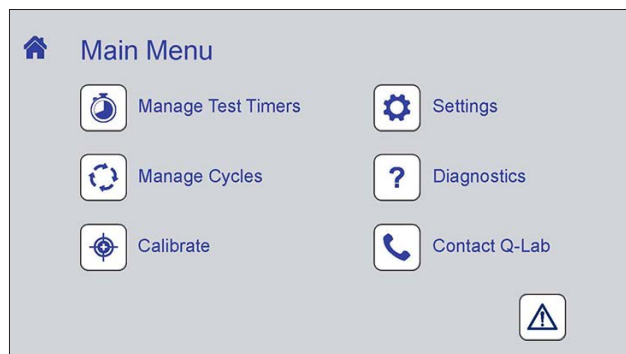 Main Menu
Manage Test Timers
Settings
Manage Cycles
? Diagnostics
Calibrate
Contact Q-Lab